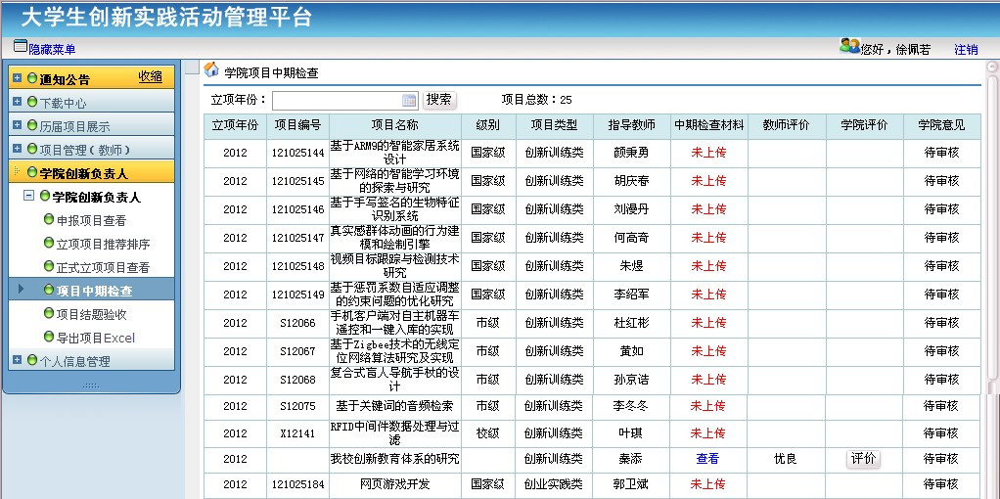 大学生创新实践活动管理平台
隐藏菜单
您好，徐佩若 注销
通知公告 收缩
下载中心
历届项目展示
项目管理（教师）
学院创新负责人
学院创新负责人
申报项目查看
立项项目推荐排序
正式立项项目查看
项目中期检查
项目结题验收
导出项目Excel
个人信息管理
学院项目中期检查
立项年份： 搜索 项目总数：25
立项年份 项目编号 项目名称 级别 项目类型 指导教师 中期检查材料 教师评价 学院评价 学院意见
2012 121025144 基于ARM9的智能家居系统 国家级 创新训练类 颜秉勇 未上传 待审核
设计
2012 121025145 基于网络的智能学习环境 国家级 创新训练类 胡庆春 未上传 待审核
的探索与研究
2012 121025146 基于手写签名的生物特征 国家级 创新训练类 刘漫丹 未上传 待审核
识别系统
2012 121025147 真实感群体动画的行为建 国家级 创新训练类 何高奇 未上传 待审核
模和绘制引擎
2012 121025148 视频目标跟踪与检测技术 国家级 创新训练类 朱煜 未上传 待审核
研究
2012 121025149 基于惩罚系数自适应调整 国家级 创新训练类 李绍军 未上传 待审核
的约束问题的优化研究
2012 S12066 手机客户端对自主机器车 市级 创新训练类 杜红彬 未上传 待审核
遥控和一键入库的实现
2012 S12067 基于Zigbee技术的无线定 市级 创新训练类 黄如 未上传 待审核
位网络算法研究及实现
2012 S12068 复合式盲人导航手杖的设 市级 创新训练类 孙京诰 未上传 待审核
计
2012 S12075 基于关键词的音频检索 市级 创新训练类 李冬冬 未上传 待审核
2012 X12141 RFID中间件数据处理与过 校级 创新训练类 叶琪 未上传 待审核
滤
2012 我校创新教育体系的研究 创新训练类 秦添 查看 优良 评价 待审核
2012 121025184 网页游戏开发 国家级 创业实践类 郭卫斌 未上传 待审核